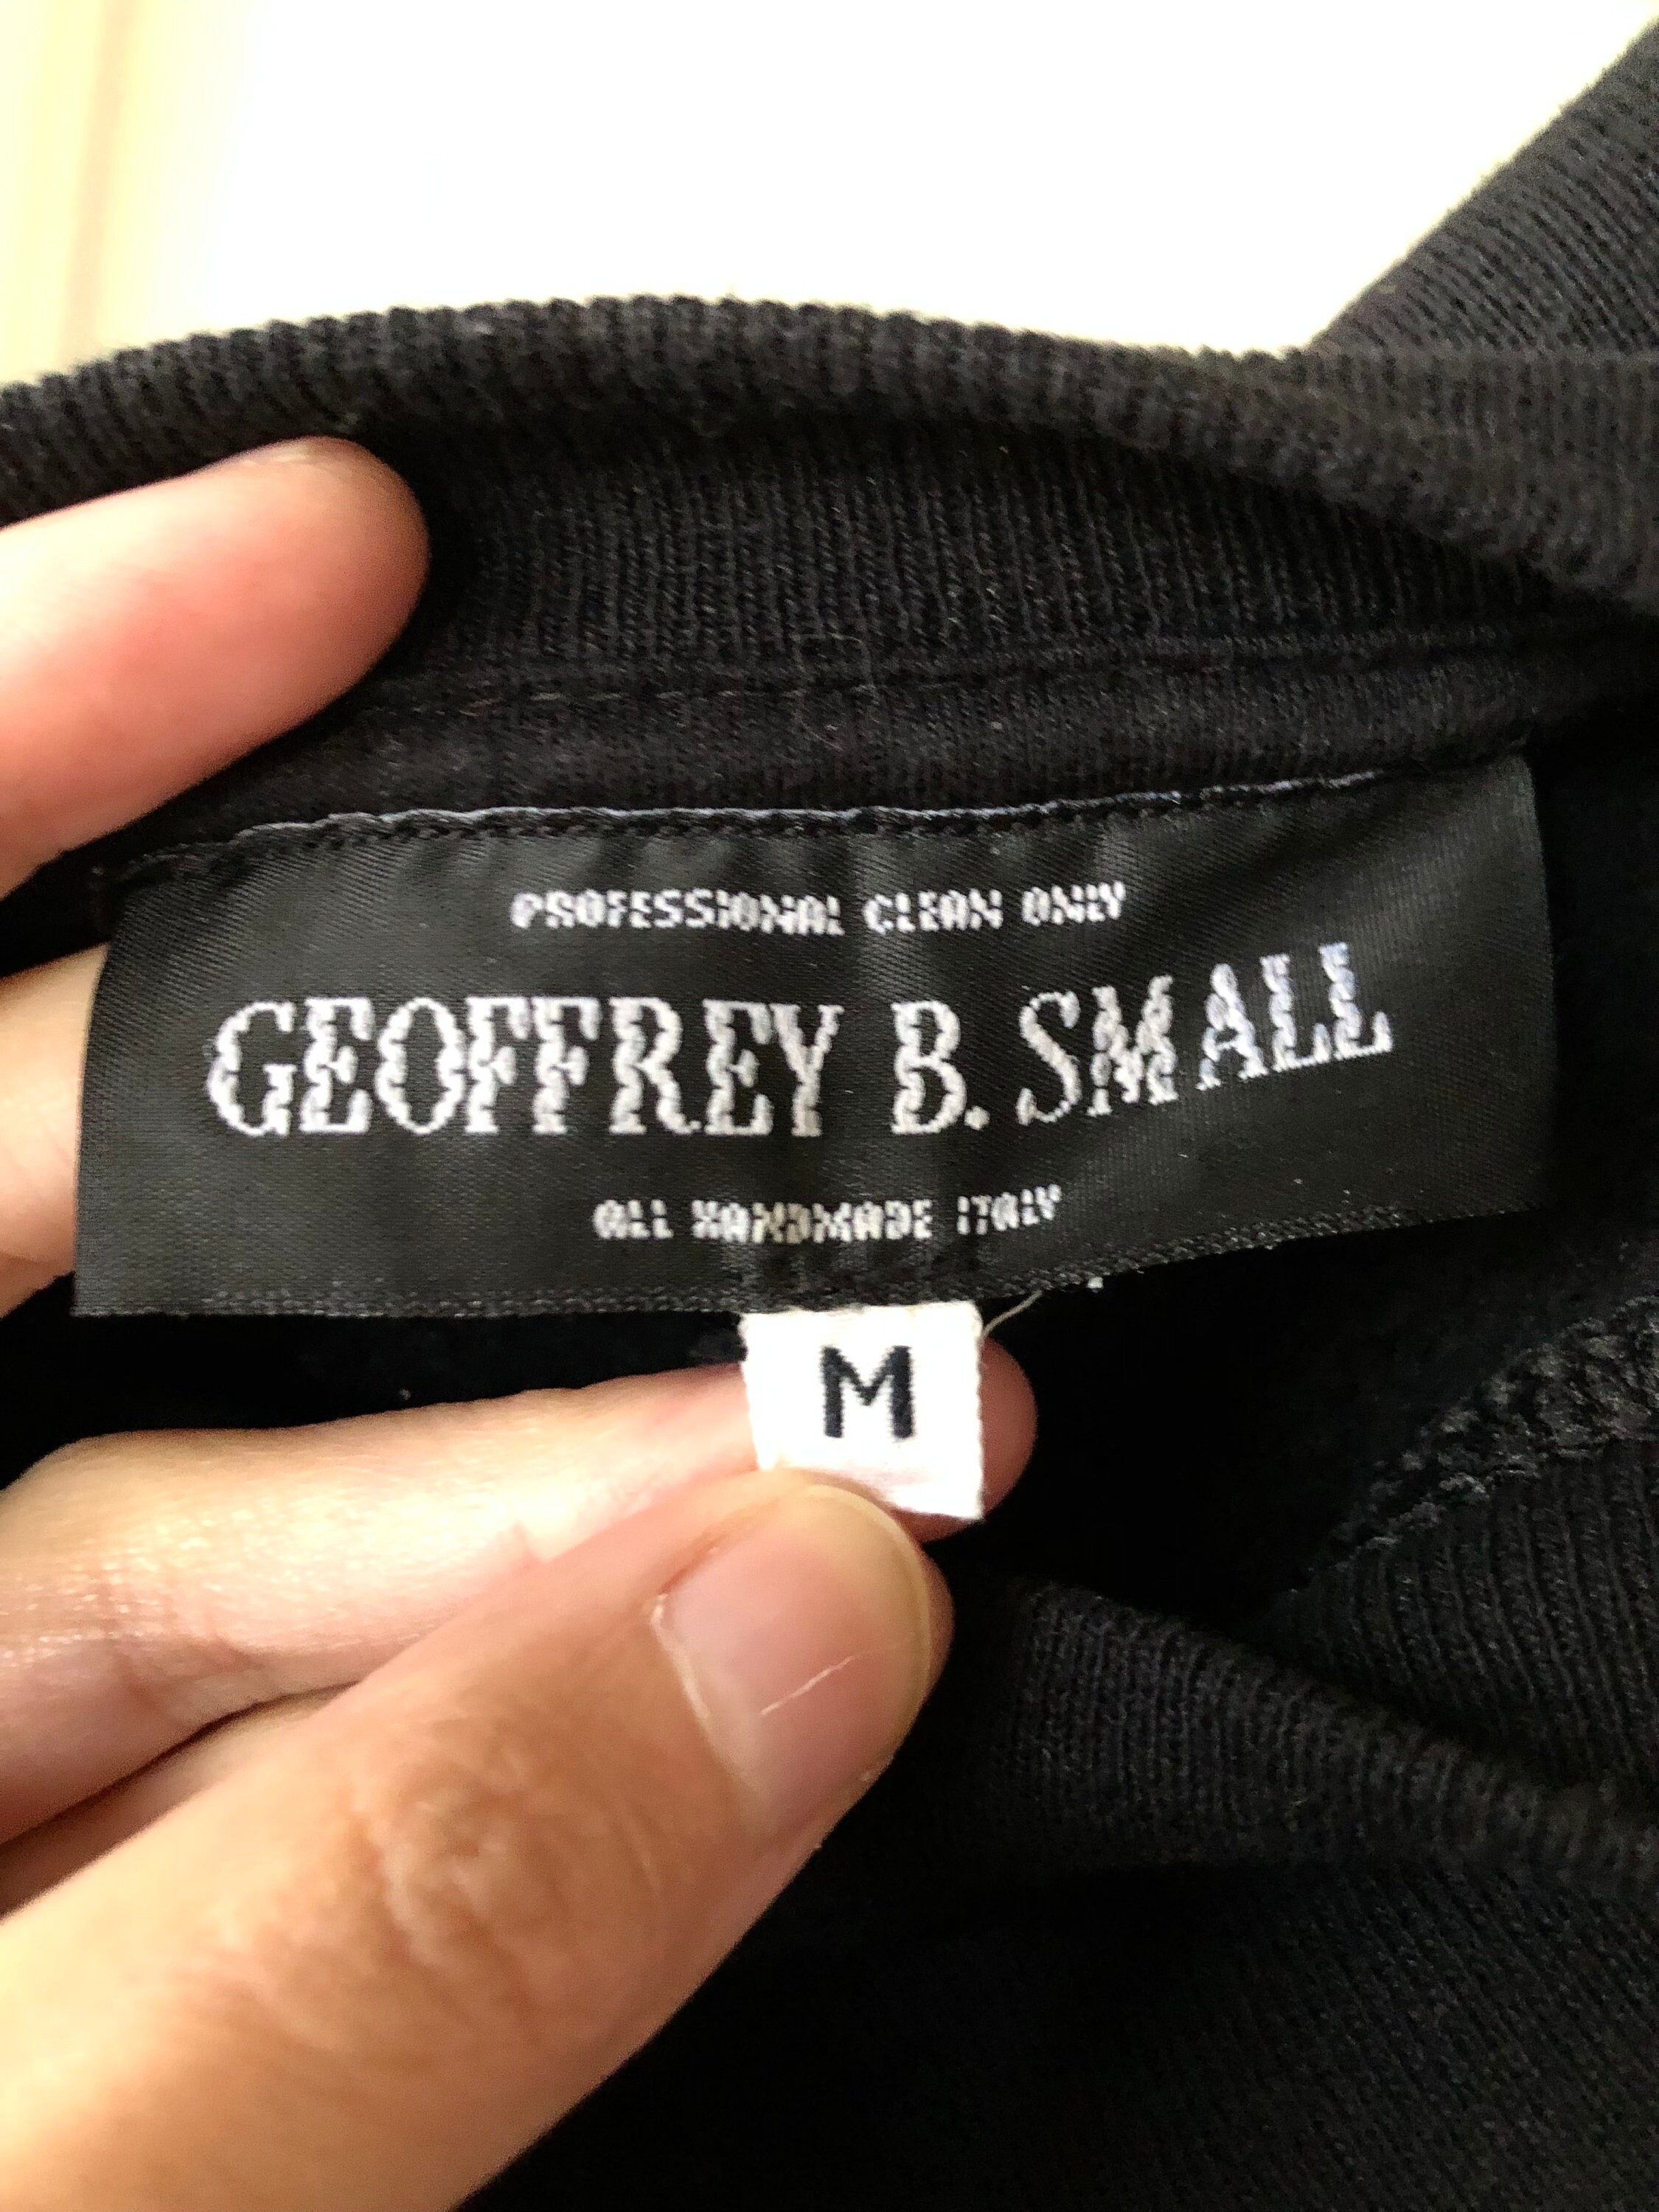 PROFESSIONAL CLEAN ONLY
GEOFFREY B. SMALL
ALL HANDMADE ITALY
M